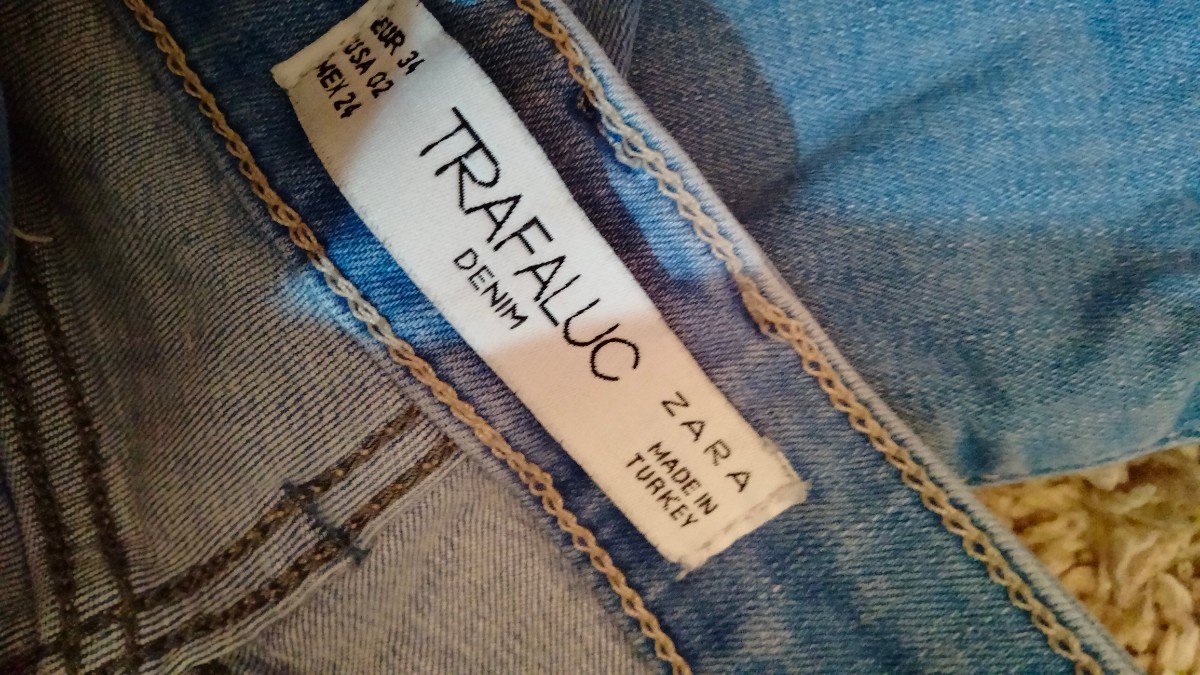 EUR 34
USA 02
MEX 24
TRAFALUC
DENIM
ZARA
MADE IN
TURKEY